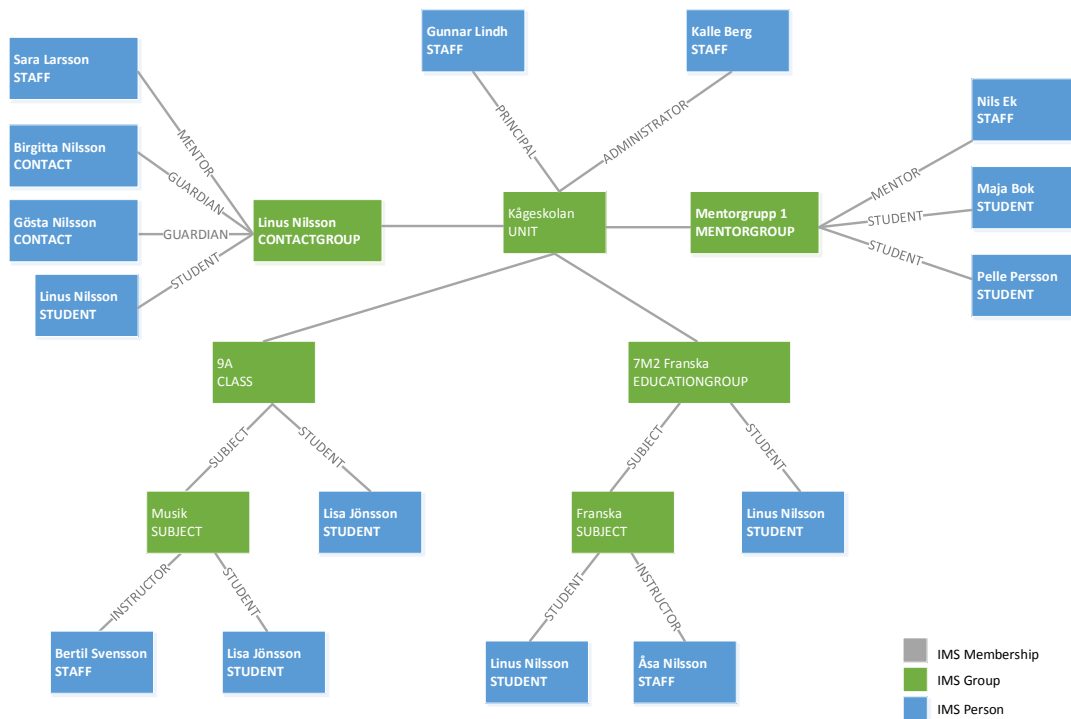 Gunnar Lindh
STAFF
Kalle Berg
STAFF
Sara Larsson
STAFF
Nils Ek
STAFF
PRINCIPAL
ADMINISTRATOR
MENTOR
Birgitta Nilsson
CONTACT
GUARDIAN
MENTOR
Maja Bok
STUDENT
STUDENT
Gösta Nilsson
CONTACT
GUARDIAN
Linus Nilsson
CONTACTGROUP
Kågeskolan
UNIT
Mentorgrupp 1
MENTORGROUP
STUDENT
Pelle Persson
STUDENT
STUDENT
Linus Nilsson
STUDENT
9A
CLASS
7M2 Franska
EDUCATIONGROUP
SUBJECT
STUDENT
SUBJECT
STUDENT
Musik
SUBJECT
Lisa Jönsson
STUDENT
Franska
SUBJECT
Linus Nilsson
STUDENT
INSTRUCTOR
STUDENT
STUDENT
INSTRUCTOR
Bertil Svensson
STAFF
Lisa Jönsson
STUDENT
Linus Nilsson
STUDENT
Åsa Nilsson
STAFF
IMS Membership
IMS Group
IMS Person